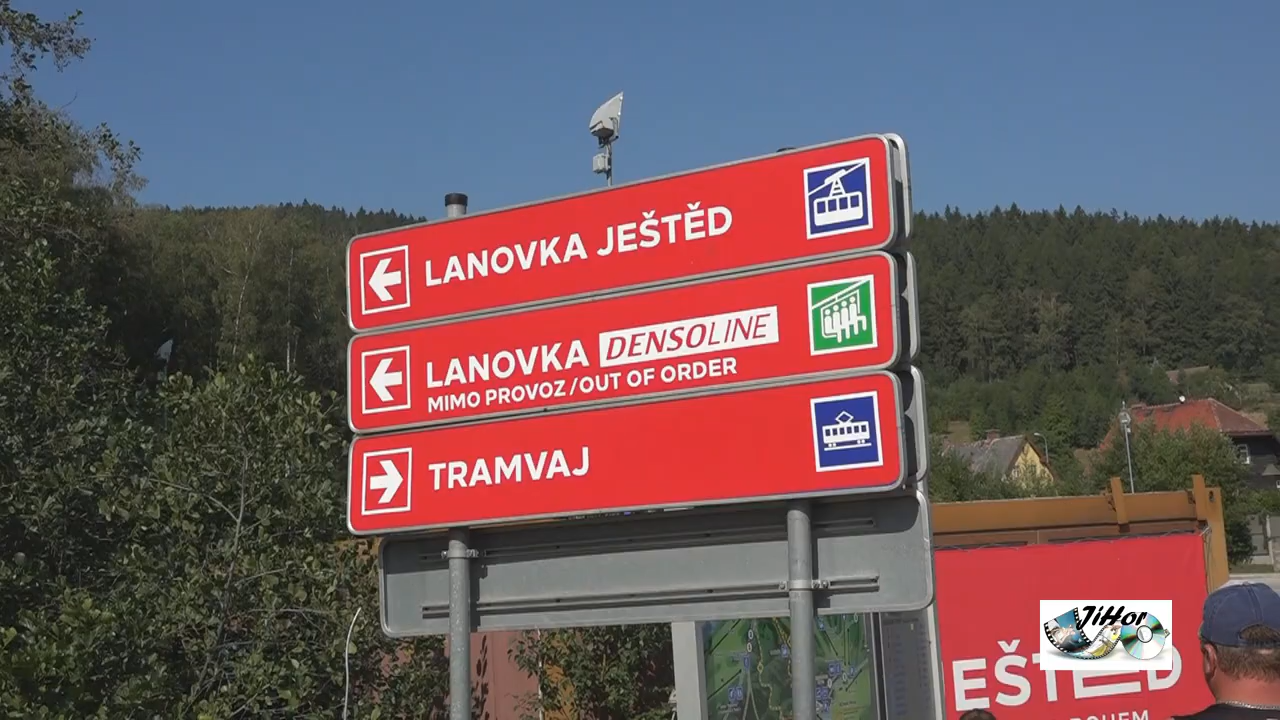 LANOVKA JEŠTĚD
LANOVKA DENSOLINE
MIMO PROVOZ/OUT OF ORDER
TRAMVAJ
JiHor
EŠTĚD